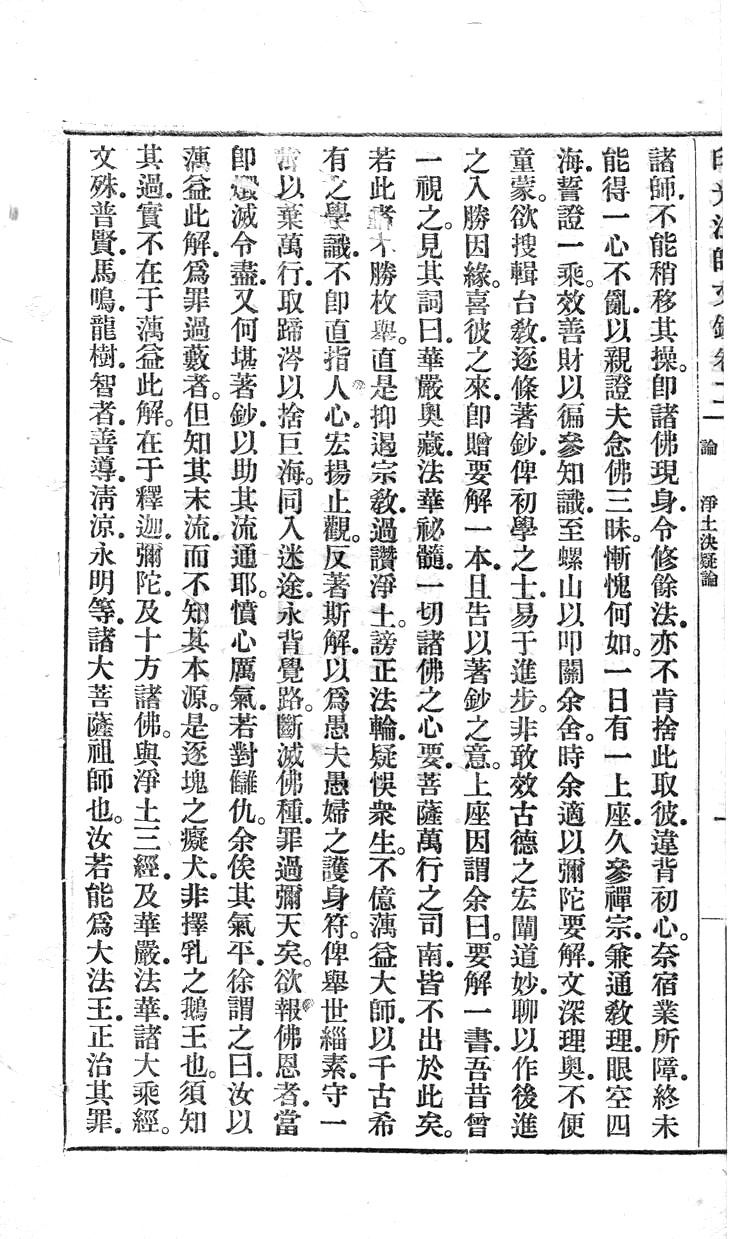 印光法師文鈔卷二 論 淨土決疑論 一
諸師.不能稍移其操。卽諸佛現身.令修餘法.亦不肯捨此取彼.違背初心。奈宿業所障.終未
能得一心不亂.以親證夫念佛三昧.慚愧何如。一日有一上座.久參禪宗.兼通敎理.眼空四
海.誓證一乘。效善財以徧參知識.至螺山以叩關余舍。時余適以彌陀要解.文深理奧.不便
童蒙。欲搜輯台敎.逐條著鈔.俾初學之士.易于進步。非敢效古德之宏闡道妙.聊以作後進
之入勝因緣。喜彼之來.卽贈要解一本.且告以著鈔之意。上座因謂余曰。要解一書.吾昔曾
一視之。見其詞曰.華嚴奧藏.法華祕髓.一切諸佛之心要.菩薩萬行之司南.皆不出於此矣。
若此者.不勝枚舉。直是抑遏宗敎.過讚淨土。謗正法輪.疑悞衆生。不億蕅益大師.以千古希
有之學識.不卽直指人心.宏揚止觀。反著斯解.以爲愚夫愚婦之護身符。俾舉世緇素.守一
以棄萬行.取蹄涔以捨巨海。同入迷途.永背覺路。斷滅佛種.罪過彌天矣。欲報佛恩者.當
卽燬滅令盡.又何堪著鈔.以助其流通耶。憤心厲氣.若對讎仇。余俟其氣平.徐謂之曰.汝以
蕅益此解.爲罪過藪者。但知其末流.而不知其本源。是逐塊之癡犬.非擇乳之鵝王也。須知
其過.實不在于蕅益此解。在于釋迦.彌陀.及十方諸佛。與淨土三經.及華嚴.法華.諸大乘經。
文殊.普賢.馬鳴.龍樹.智者.善導.淸涼.永明.等.諸大菩薩祖師也。汝若能爲大法王.正治其罪.